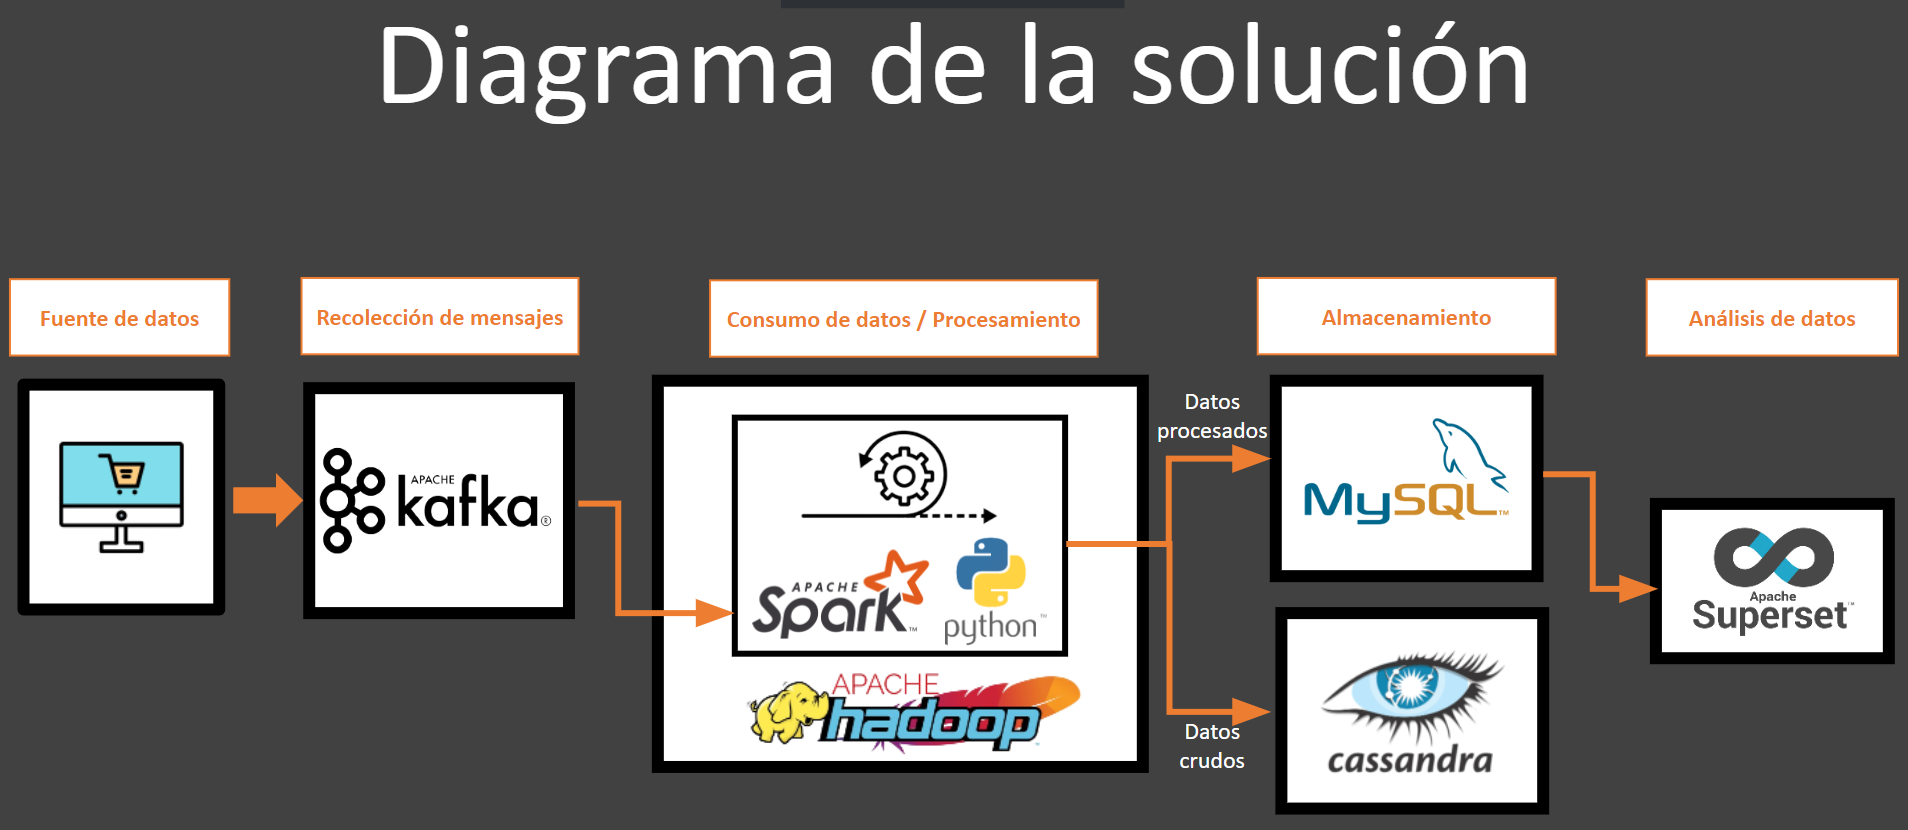 Diagrama de la solución
Fuente de datos
Recolección de mensajes
Consumo de datos / Procesamiento
Almacenamiento
Análisis de datos
APACHE
kafka®
APACHE
Spark™
python™
APACHE
hadoop
Datos
procesados
Datos
crudos
MySQL™
cassandra
Apache
Superset™